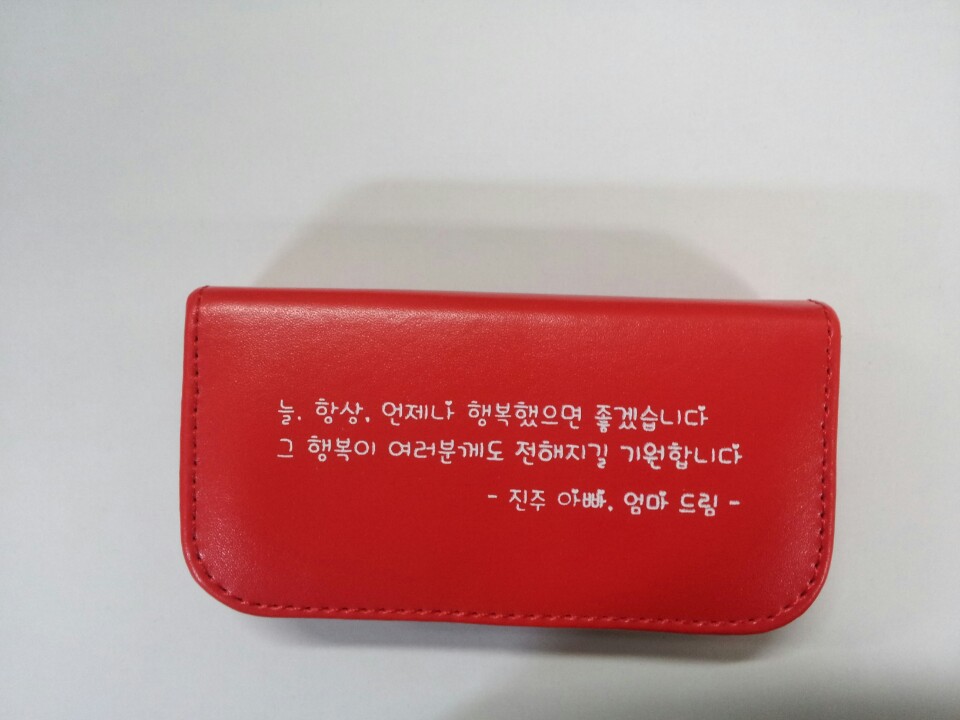 늘, 항상, 언제나 행복했으면 좋겠습니다
그 행복이 여러분께도 전해지길 기원합니다
- 진주 아빠, 엄마 드림 -